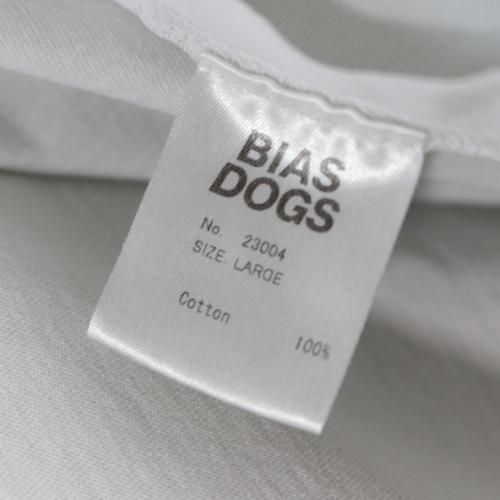 BIAS
DOGS
No. 23004
SIZE. LARGE
Cotton 100%